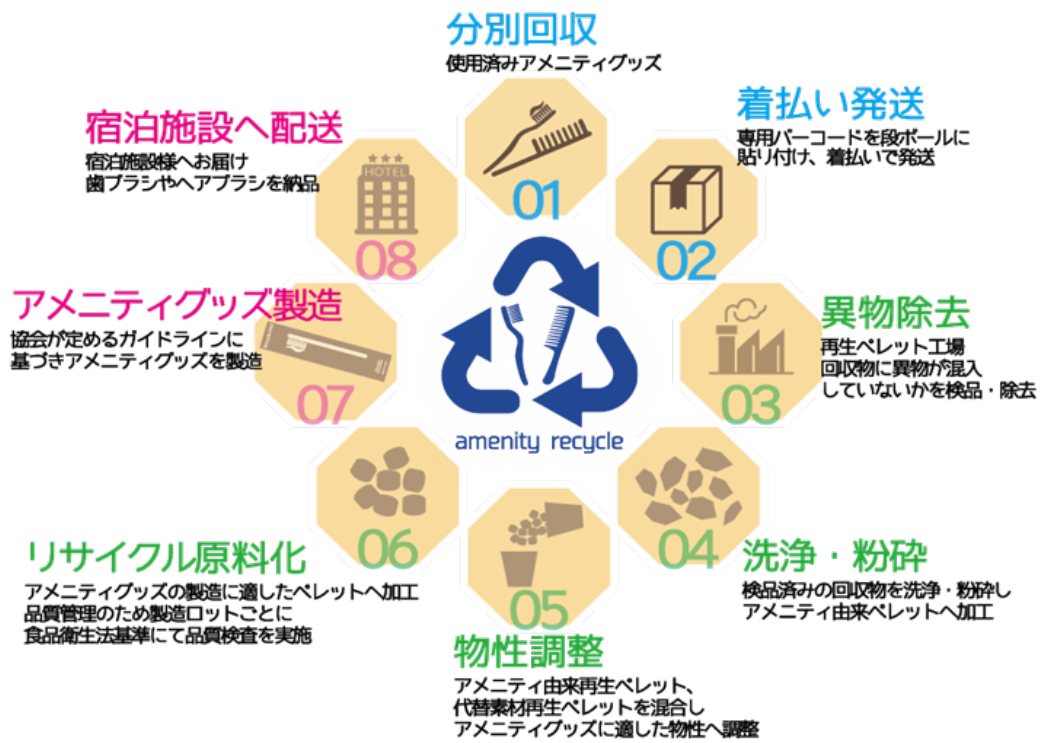 分別回収
使用済みアメニティグッズ
01
着払い発送
専用バーコードを段ボールに
貼り付け、着払いで発送
02
異物除去
再生ペレット工場
回収物に異物が混入
していないかを検品・除去
03
洗浄・粉砕
検品済みの回収物を洗浄・粉砕し
アメニティ由来ペレットへ加工
04
物性調整
アメニティ由来再生ペレット、
代替素材再生ペレットを混合し
アメニティグッズに適した物性へ調整
05
リサイクル原料化
アメニティグッズの製造に適したペレットへ加工
品質管理のため製造ロットごとに
食品衛生法基準にて品質検査を実施
06
アメニティグッズ製造
協会が定めるガイドラインに
基づきアメニティグッズを製造
07
宿泊施設へ配送
宿泊施設様へお届け
歯ブラシやヘアブラシを納品
HOTEL
08
amenity recycle